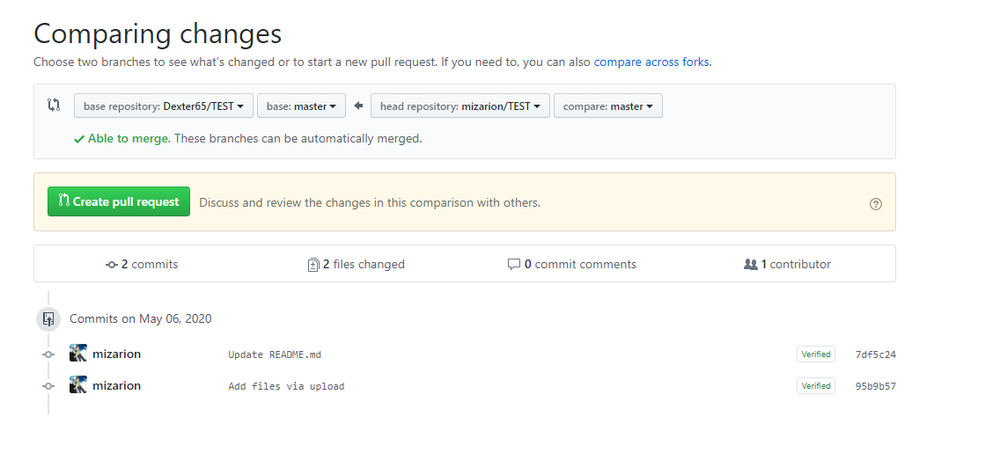 Comparing changes
Choose two branches to see what's changed or to start a new pull request. If you need to, you can also compare across forks.
base repository: Dexter65/TEST base: master head repository: mizarion/TEST compare: master
Able to merge. These branches can be automatically merged.
Create pull request Discuss and review the changes in this comparison with others.
2 commits 2 files changed 0 commit comments 1 contributor
Commits on May 06, 2020
mizarion Update README.md Verified 7df5c24
mizarion Add files via upload Verified 95b9b57